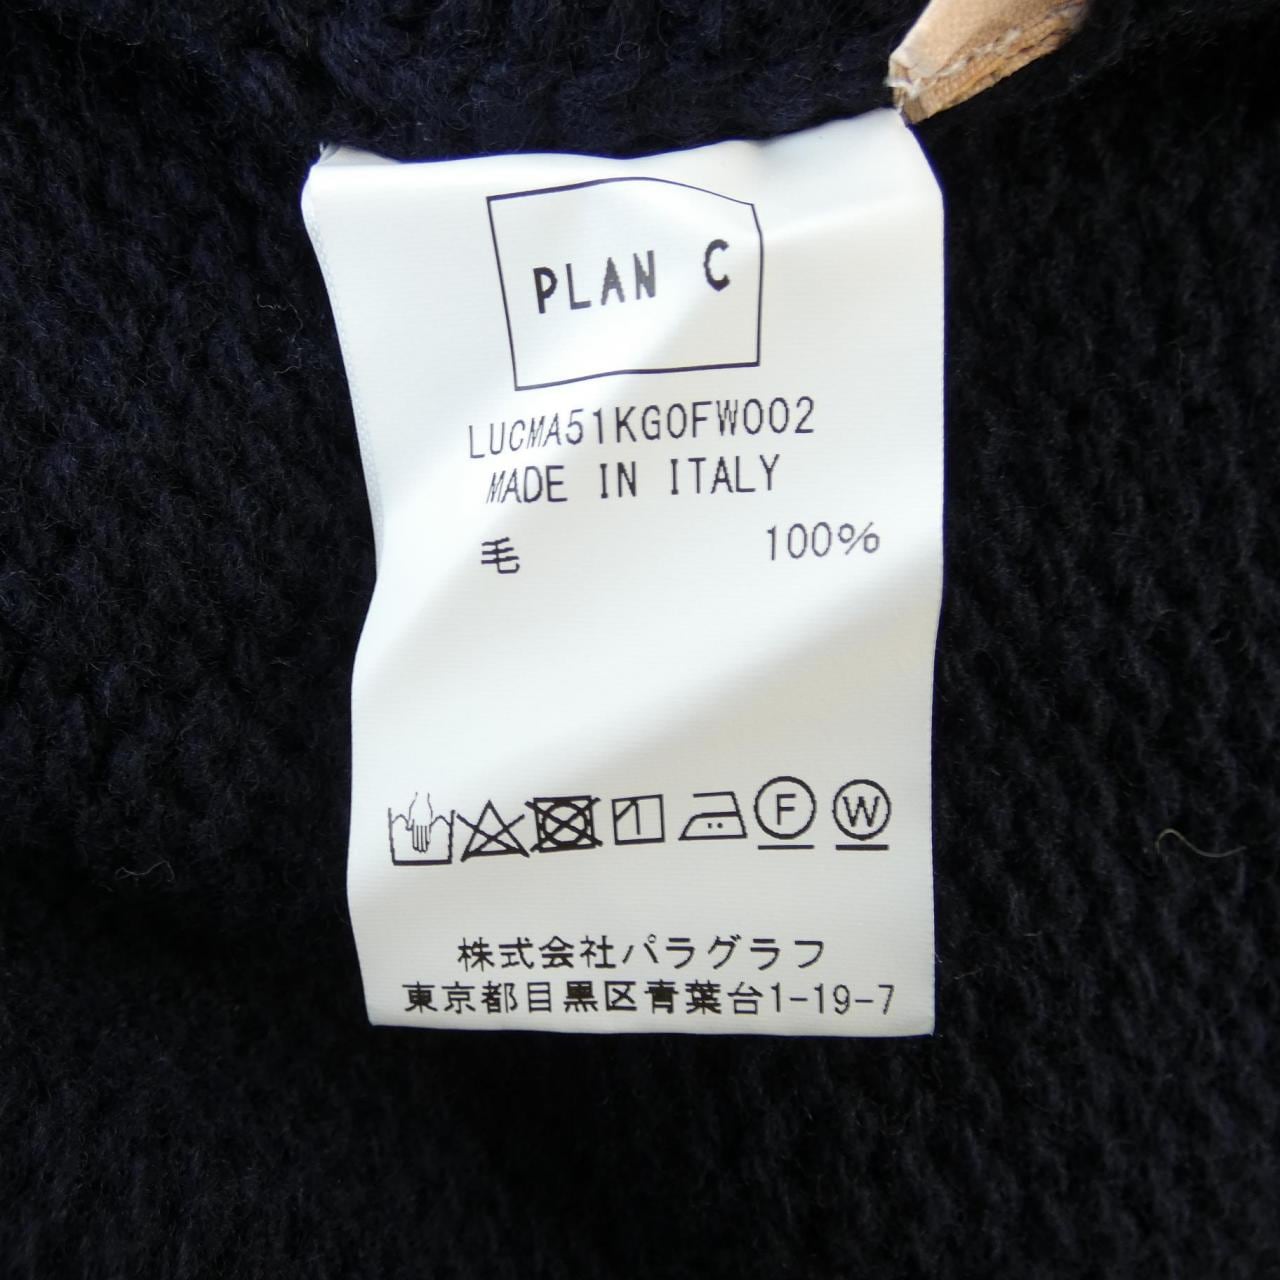 PLAN C
LUCMA51KG0FW002
MADE IN ITALY
毛 100%
F W
株式会社パラグラフ
東京都目黒区青葉台1-19-7